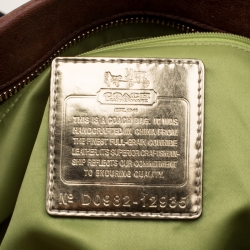 COACH
THIS IS A COACH BAG. IT WAS
HANDCRAFTED IN CHINA FROM
THE FINEST FULL-GRAIN COWHIDE
LEATHER. ITS SUPERIOR CRAFTSMAN-
SHIP REFLECTS OUR COMMITMENT
TO ENDURING QUALITY.
Nº D0982-12935